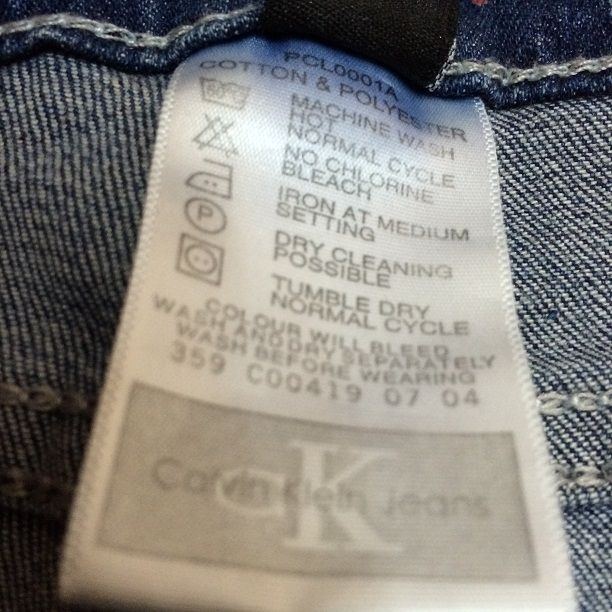 PCL0001A
COTTON & POLYESTER
MACHINE WASH
HOT
NORMAL CYCLE
NO CHLORINE
BLEACH
IRON AT MEDIUM
SETTING
P
DRY CLEANING
POSSIBLE
TUMBLE DRY
NORMAL CYCLE
COLOUR WILL BLEED
WASH AND DRY SEPARATELY
WASH BEFORE WEARING
359 C00419 07 04
cK
Calvin Klein Jeans